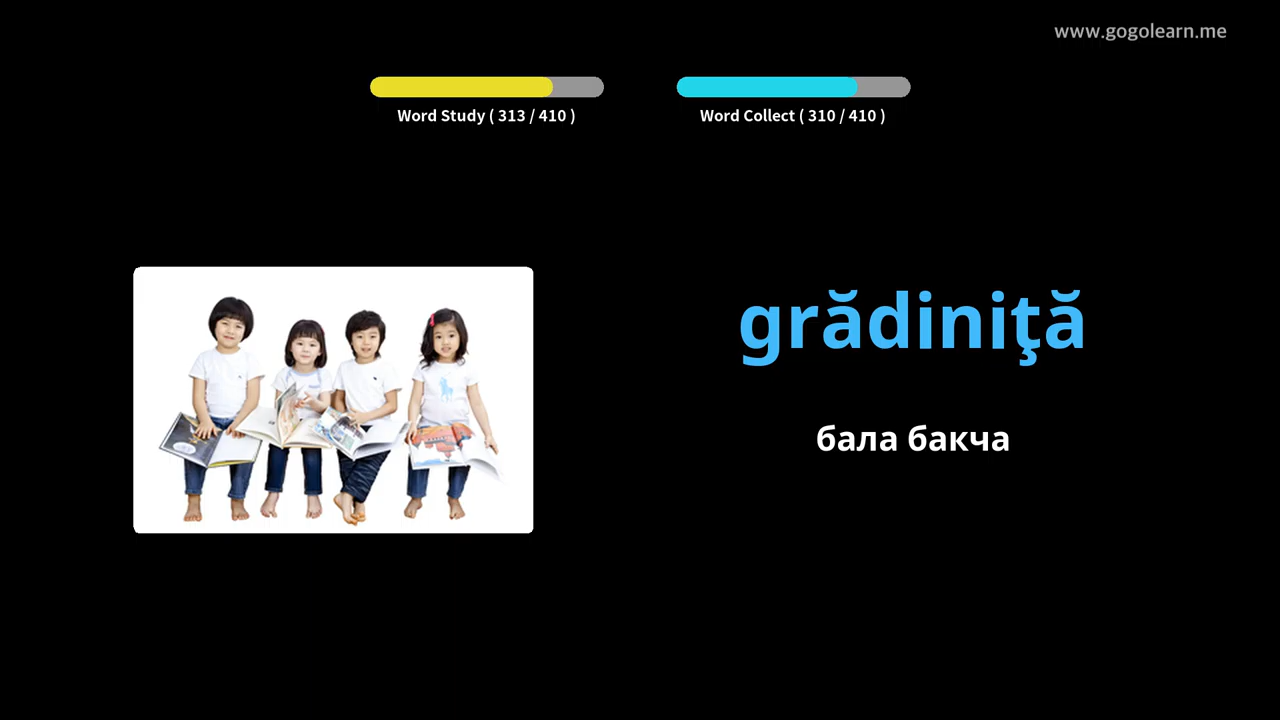 www.gogolearn.me
Word Study ( 313 / 410 )
Word Collect ( 310 / 410 )
grădiniţă
бала бакча